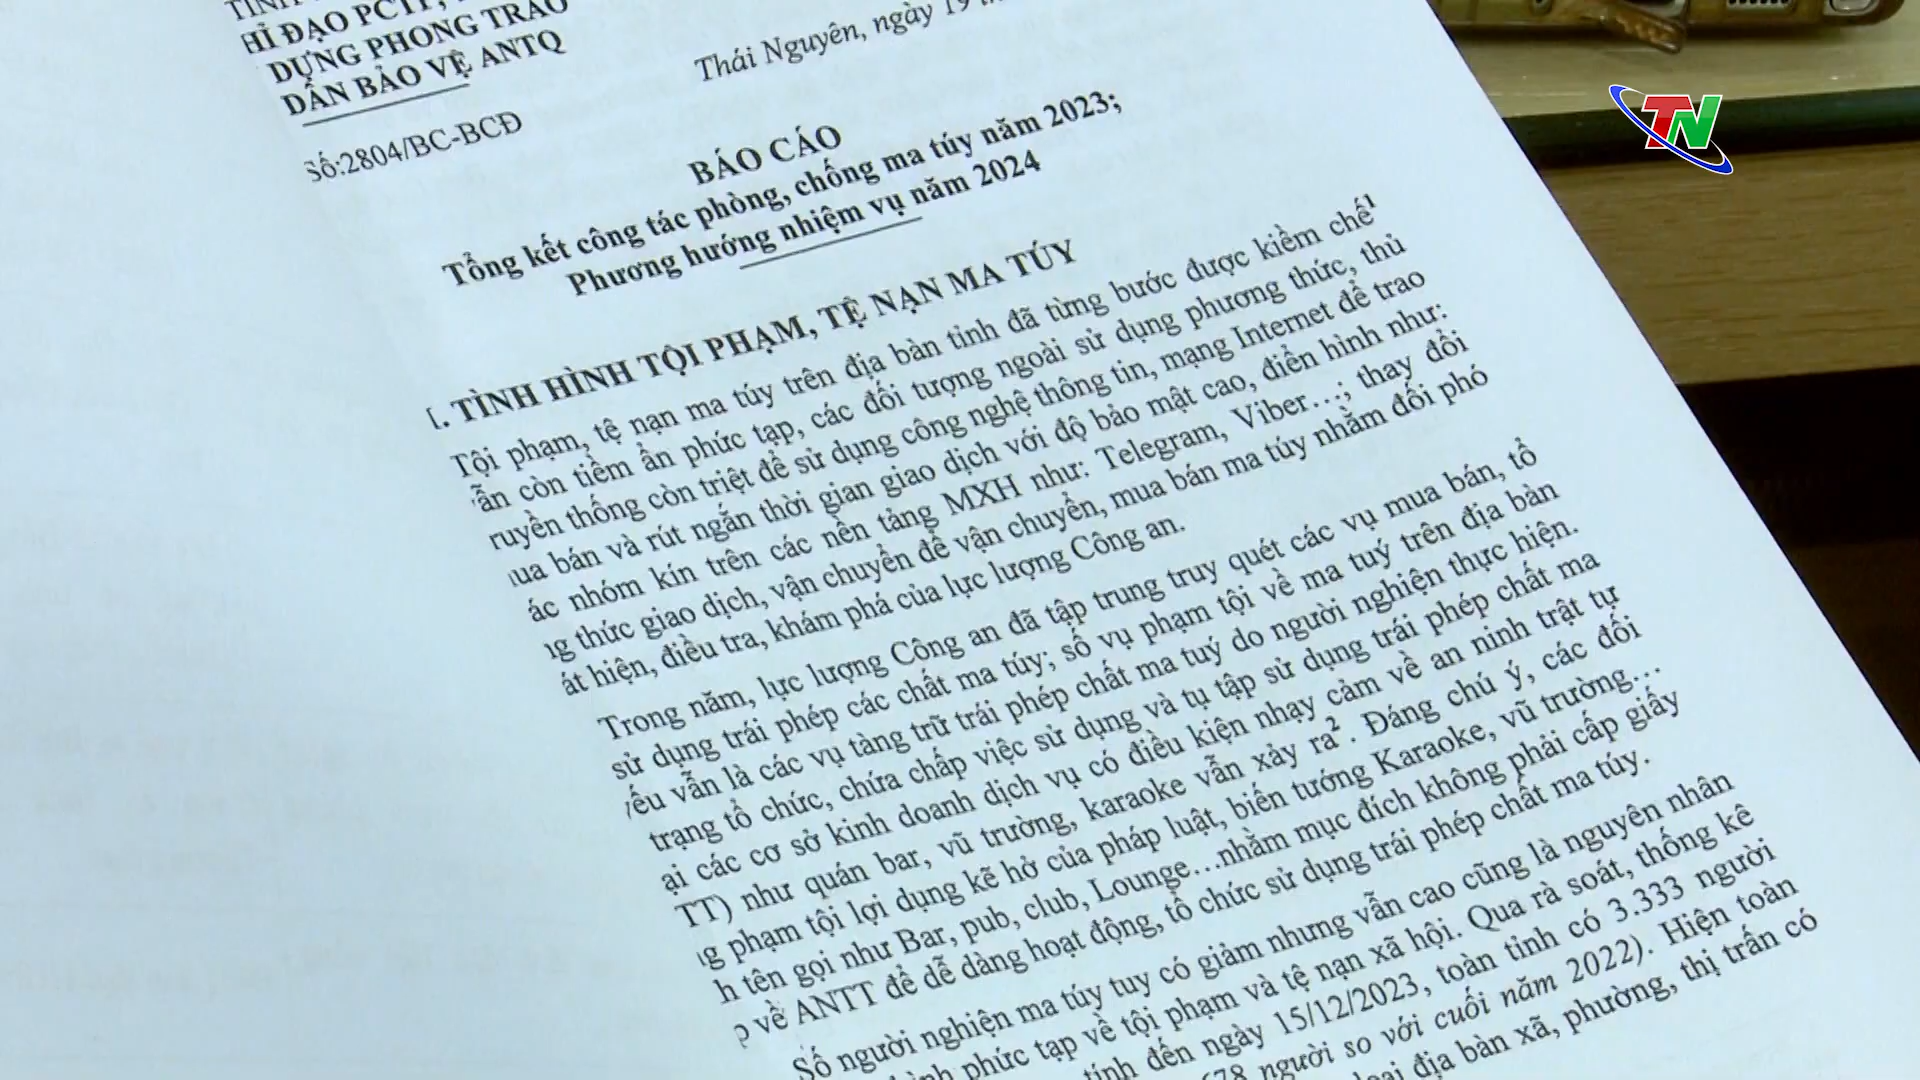 HỈ ĐẠO PCTP,
DỰNG PHONG TRÀO
DÂN BẢO VỆ ANTQ
Số:2804/BC-BCĐ
Thái Nguyên, ngày 19
BÁO CÁO
Tổng kết công tác phòng, chống ma túy năm 2023;
Phương hướng nhiệm vụ năm 2024
I. TÌNH HÌNH TỘI PHẠM, TỆ NẠN MA TÚY
Tội phạm, tệ nạn ma túy trên địa bàn tỉnh đã từng bước được kiềm chế¹
ẫn còn tiềm ẩn phức tạp, các đối tượng ngoài sử dụng phương thức, thủ
ruyền thống còn triệt để sử dụng công nghệ thông tin, mạng Internet để trao
ua bán và rút ngắn thời gian giao dịch với độ bảo mật cao, điển hình như:
ác nhóm kín trên các nền tảng MXH như: Telegram, Viber...; thay đổi
ng thức giao dịch, vận chuyển để vận chuyển, mua bán ma túy nhằm đối phó
át hiện, điều tra, khám phá của lực lượng Công an.
Trong năm, lực lượng Công an đã tập trung truy quét các vụ mua bán, tổ
sử dụng trái phép các chất ma túy; số vụ phạm tội về ma tuý trên địa bàn
yếu vẫn là các vụ tàng trữ trái phép chất ma tuý do người nghiện thực hiện.
trạng tổ chức, chứa chấp việc sử dụng và tụ tập sử dụng trái phép chất ma
ại các cơ sở kinh doanh dịch vụ có điều kiện nhạy cảm về an ninh trật tự
TT) như quán bar, vũ trường, karaoke vẫn xảy ra². Đáng chú ý, các đối
ng phạm tội lợi dụng kẽ hở của pháp luật, biến tướng Karaoke, vũ trường...
h tên gọi như Bar, pub, club, Lounge...nhằm mục đích không phải cấp giấy
p về ANTT để dễ dàng hoạt động, tổ chức sử dụng trái phép chất ma túy.
Số người nghiện ma túy tuy có giảm nhưng vẫn cao cũng là nguyên nhân
phức tạp về tội phạm và tệ nạn xã hội. Qua rà soát, thống kê
tính đến ngày 15/12/2023, toàn tỉnh có 3.333 người
678 người so với cuối năm 2022). Hiện toàn
địa bàn xã, phường, thị trấn có
TN